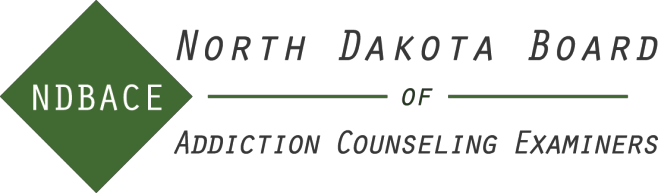 NDBACE
North Dakota Board
of
Addiction Counseling Examiners